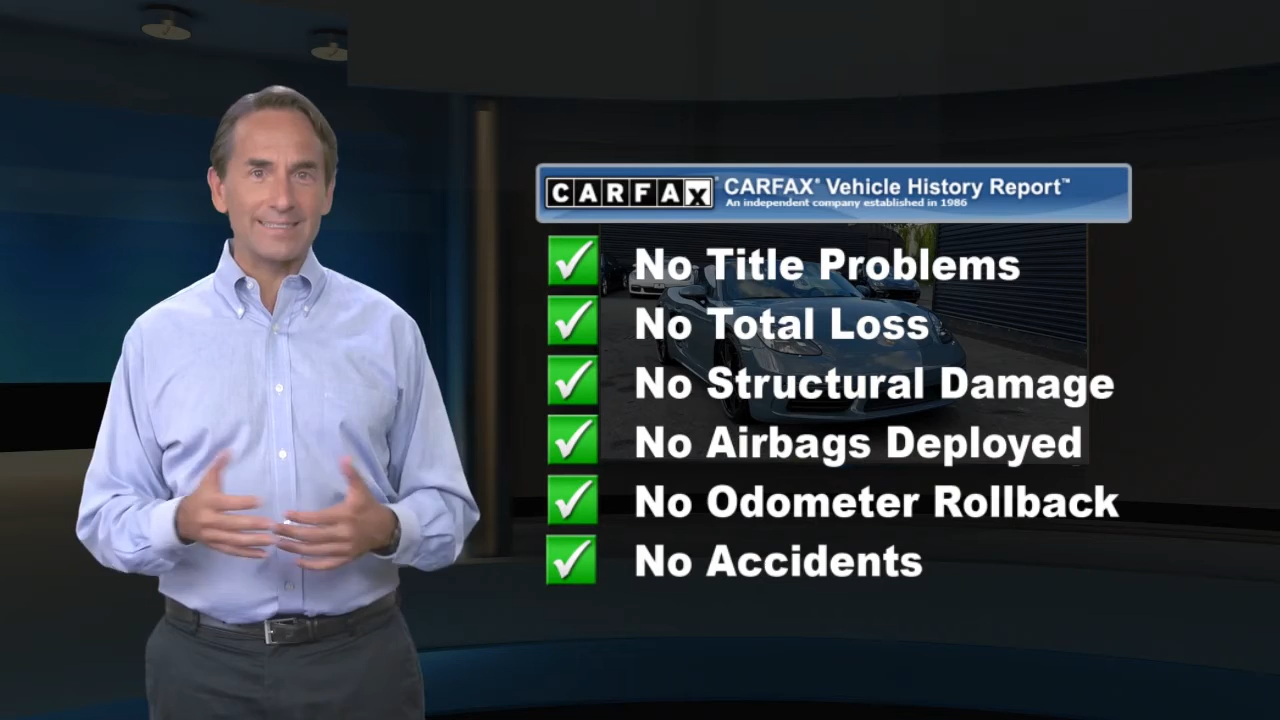 CARFAX® CARFAX® Vehicle History Report™
An independent company established in 1986
No Title Problems
No Total Loss
No Structural Damage
No Airbags Deployed
No Odometer Rollback
No Accidents